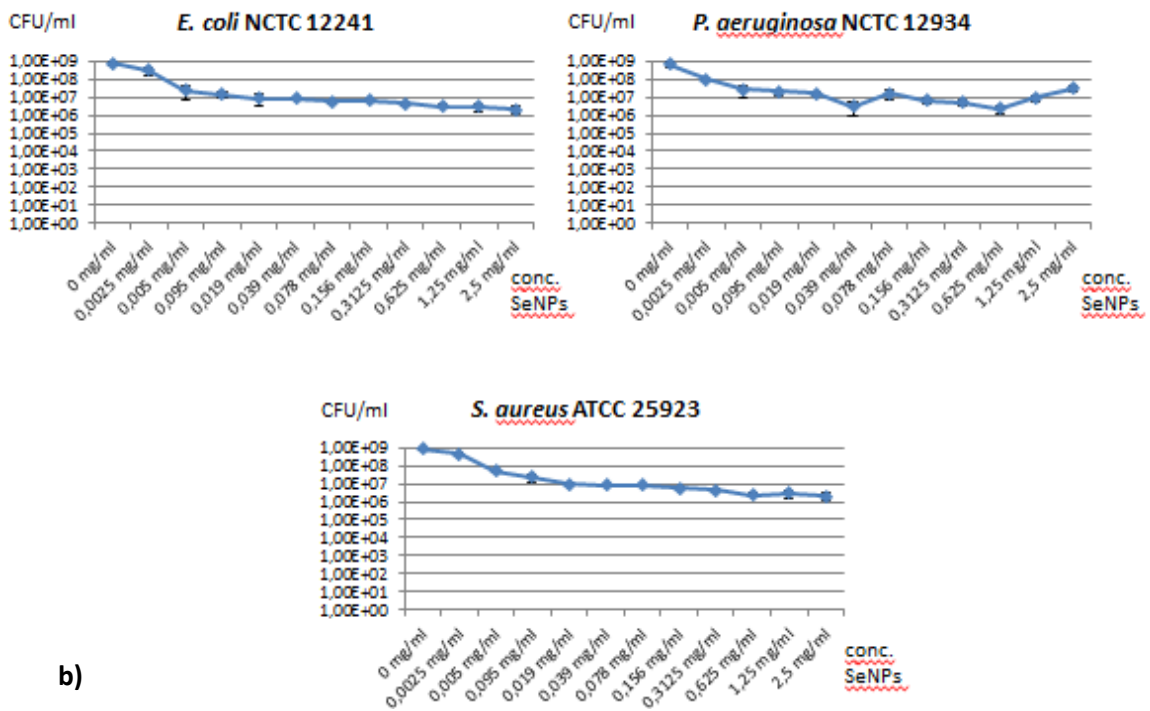 CFU/ml
E. coli NCTC 12241
1,00E+09
1,00E+08
1,00E+07
1,00E+06
1,00E+05
1,00E+04
1,00E+03
1,00E+02
1,00E+01
1,00E+00
0 mg/ml
0,0025 mg/ml
0,005 mg/ml
0,095 mg/ml
0,019 mg/ml
0,039 mg/ml
0,078 mg/ml
0,156 mg/ml
0,3125 mg/ml
0,625 mg/ml
1,25 mg/ml
2,5 mg/ml
conc.
SeNPs
CFU/ml
P. aeruginosa NCTC 12934
1,00E+09
1,00E+08
1,00E+07
1,00E+06
1,00E+05
1,00E+04
1,00E+03
1,00E+02
1,00E+01
1,00E+00
0 mg/ml
0,0025 mg/ml
0,005 mg/ml
0,095 mg/ml
0,019 mg/ml
0,039 mg/ml
0,078 mg/ml
0,156 mg/ml
0,3125 mg/ml
0,625 mg/ml
1,25 mg/ml
2,5 mg/ml
conc.
SeNPs
CFU/ml
S. aureus ATCC 25923
1,00E+09
1,00E+08
1,00E+07
1,00E+06
1,00E+05
1,00E+04
1,00E+03
1,00E+02
1,00E+01
1,00E+00
0 mg/ml
0,0025 mg/ml
0,005 mg/ml
0,095 mg/ml
0,019 mg/ml
0,039 mg/ml
0,078 mg/ml
0,156 mg/ml
0,3125 mg/ml
0,625 mg/ml
1,25 mg/ml
2,5 mg/ml
conc.
SeNPs
b)